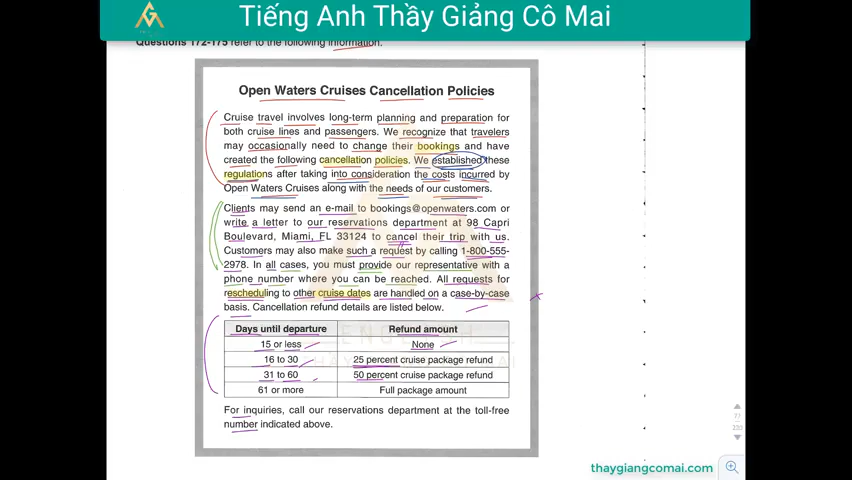 Tiếng Anh Thầy Giảng Cô Mai
Questions 172-175 refer to the following information.
Open Waters Cruises Cancellation Policies
Cruise travel involves long-term planning and preparation for
both cruise lines and passengers. We recognize that travelers
may occasionally need to change their bookings and have
created the following cancellation policies. We established these
regulations after taking into consideration the costs incurred by
Open Waters Cruises along with the needs of our customers.
Clients may send an e-mail to bookings@openwaters.com or
write a letter to our reservations department at 98 Capri
Boulevard, Miami, FL 33124 to cancel their trip with us.
Customers may also make such a request by calling 1-800-555-
2978. In all cases, you must provide our representative with a
phone number where you can be reached. All requests for
rescheduling to other cruise dates are handled on a case-by-case
basis. Cancellation refund details are listed below.
Days until departure Refund amount
15 or less None
16 to 30 25 percent cruise package refund
31 to 60 50 percent cruise package refund
61 or more Full package amount
For inquiries, call our reservations department at the toll-free
number indicated above.
thaygiangcomai.com